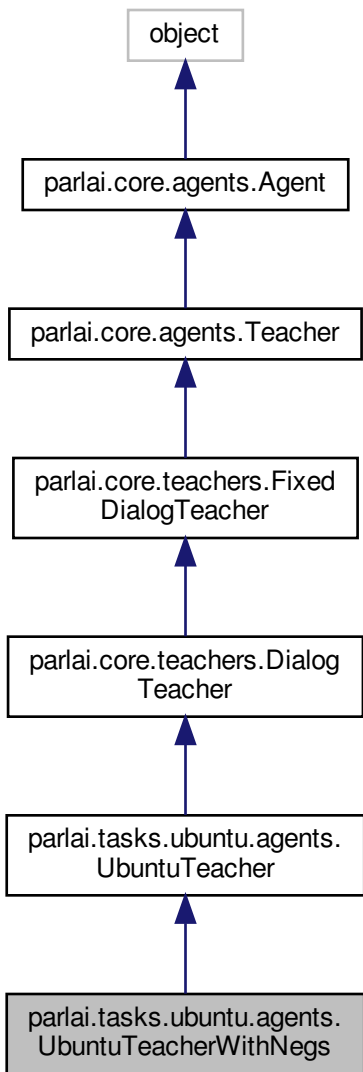 object
parlai.core.agents.Agent
parlai.core.agents.Teacher
parlai.core.teachers.Fixed
DialogTeacher
parlai.core.teachers.Dialog
Teacher
parlai.tasks.ubuntu.agents.
UbuntuTeacher
parlai.tasks.ubuntu.agents.
UbuntuTeacherWithNegs